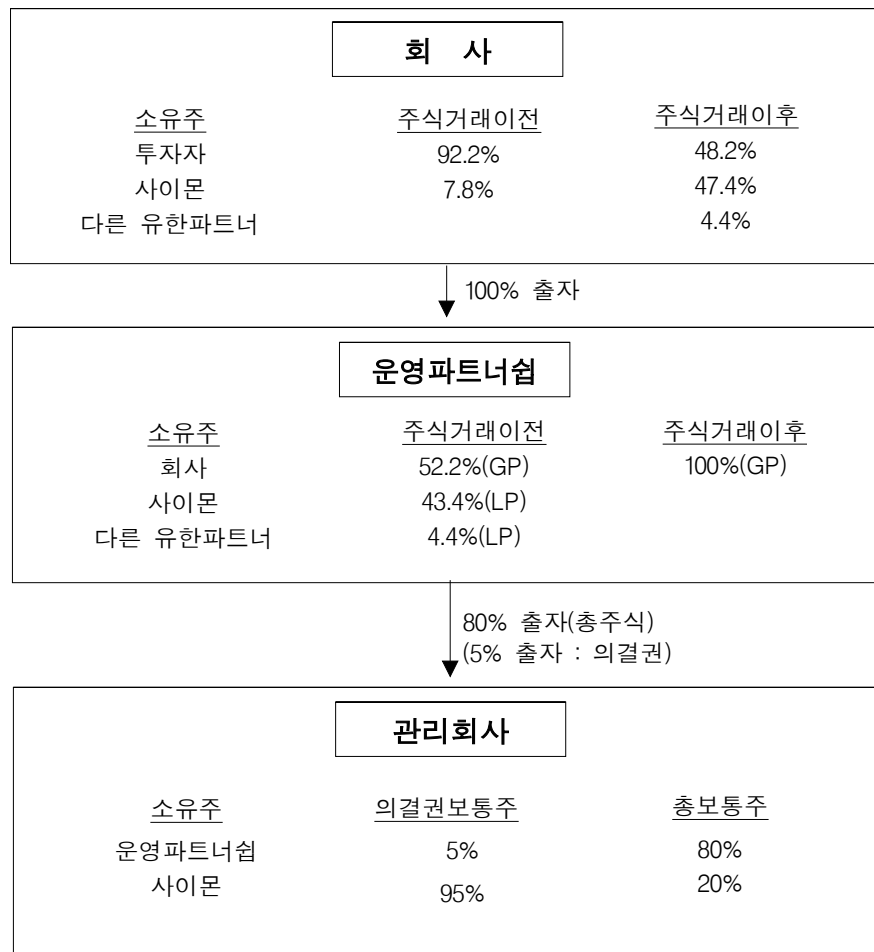 회 사
소유주 주식거래이전 주식거래이후
투자자 92.2% 48.2%
사이몬 7.8% 47.4%
다른 유한파트너 4.4%
100% 출자
운영파트너쉽
소유주 주식거래이전 주식거래이후
회사 52.2%(GP) 100%(GP)
사이몬 43.4%(LP)
다른 유한파트너 4.4%(LP)
80% 출자(총주식)
(5% 출자 : 의결권)
관리회사
소유주 의결권보통주 총보통주
운영파트너쉽 5% 80%
사이몬 95% 20%